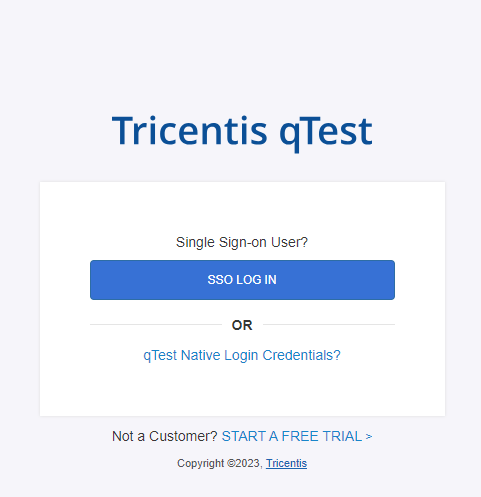 Tricentis qTest
Single Sign-on User?
SSO LOG IN
OR
qTest Native Login Credentials?
Not a Customer? START A FREE TRIAL >
Copyright ©2023, Tricentis